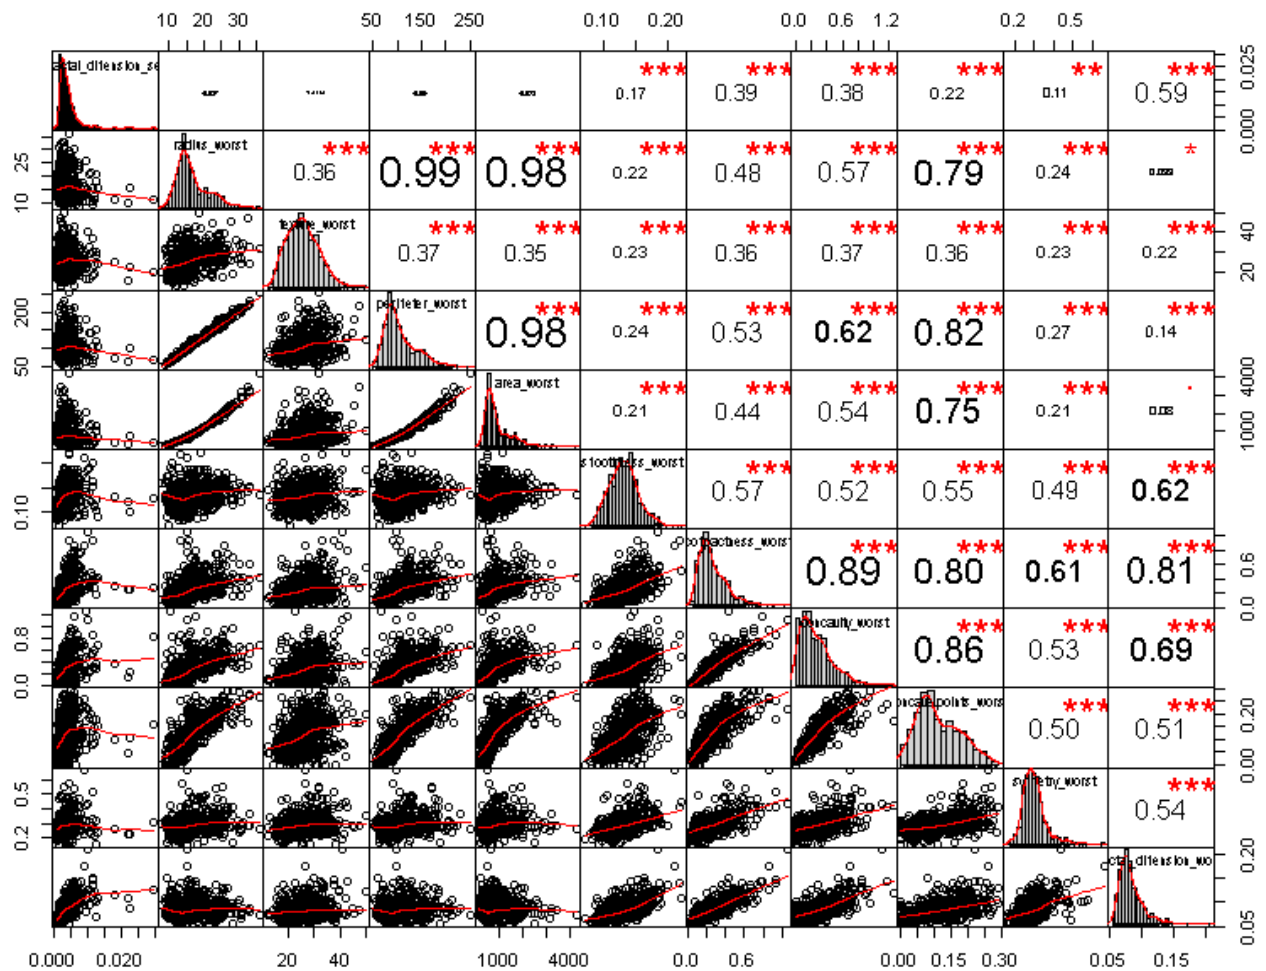 10 20 30 50 150 250 0.10 0.20 0.0 0.6 1.2 0.2 0.5
*** *** *** *** ** ***
0.17 0.39 0.38 0.22 0.11 0.59 0.000 0.025
10 25 radius_worst *** 0.36 *** 0.99 *** 0.98 *** 0.22 *** 0.48 *** 0.57 *** 0.79 *** 0.24 *
*** 0.37 *** 0.35 *** 0.23 *** 0.36 *** 0.37 *** 0.36 *** 0.23 *** 0.22 20 40
50 200 *** 0.98 *** 0.24 *** 0.53 *** 0.62 *** 0.82 *** 0.27 *** 0.14
area_worst *** 0.21 *** 0.44 *** 0.54 *** 0.75 *** 0.21 . 0.08 1000 4000
0.10 *** 0.57 *** 0.52 *** 0.55 *** 0.49 *** 0.62
*** 0.89 *** 0.80 *** 0.61 *** 0.81 0.0 0.6
0.0 0.8 *** 0.86 *** 0.53 *** 0.69
*** 0.50 *** 0.51 0.00 0.20
0.2 0.5 *** 0.54
0.05 0.20
0.000 0.020 20 40 1000 4000 0.0 0.6 0.00 0.15 0.30 0.05 0.15